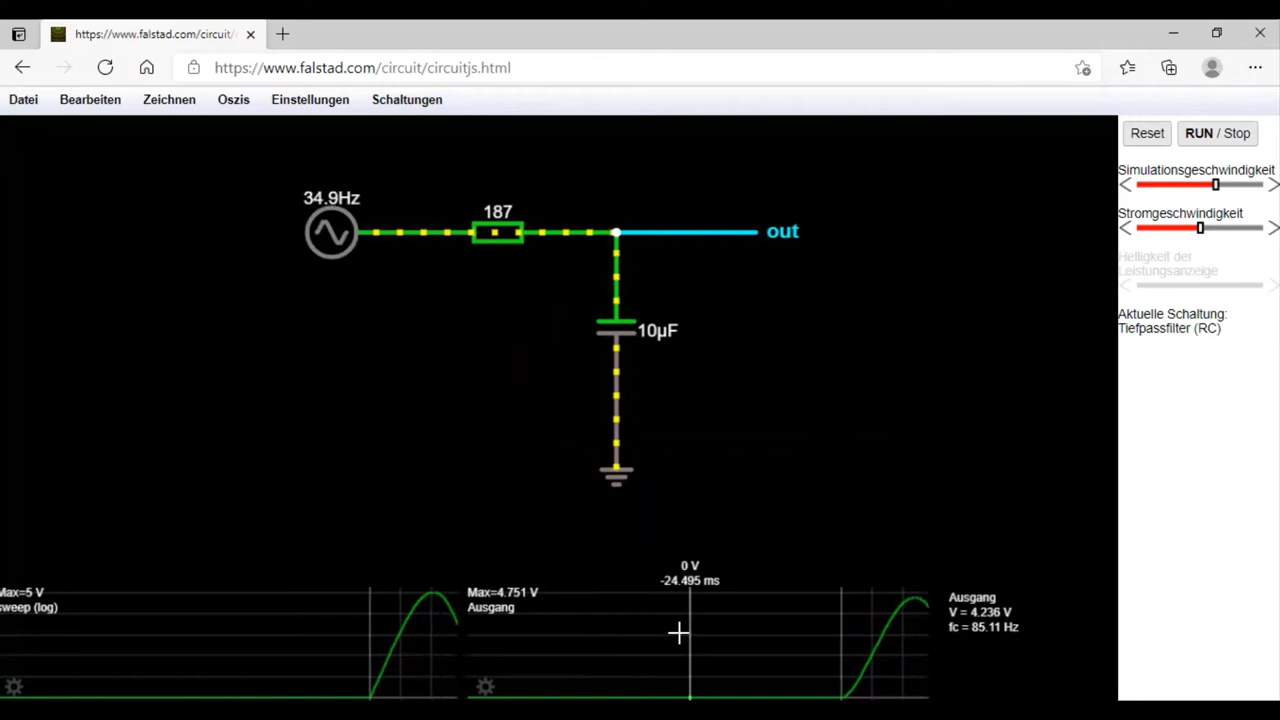 https://www.falstad.com/circuit/
https://www.falstad.com/circuit/circuitjs.html
Datei Bearbeiten Zeichnen Oszis Einstellungen Schaltungen
Reset RUN / Stop
Simulationsgeschwindigkeit
Stromgeschwindigkeit
Helligkeit der
Leistungsanzeige
Aktuelle Schaltung:
Tiefpassfilter (RC)
34.9Hz
187
out
10µF
Max=5 V
sweep (log)
Max=4.751 V
Ausgang
0 V
-24.495 ms
Ausgang
V = 4.236 V
fc = 85.11 Hz